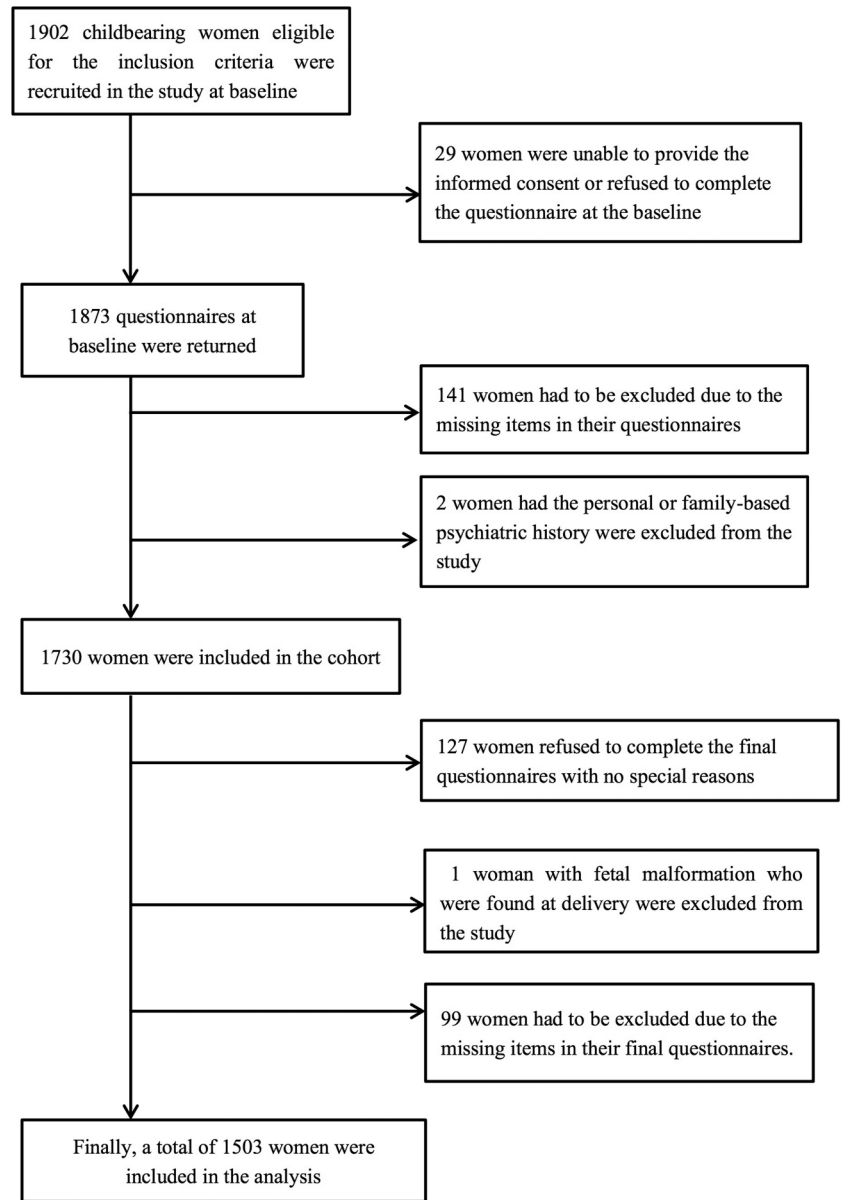 1902 childbearing women eligible
for the inclusion criteria were
recruited in the study at baseline
29 women were unable to provide the
informed consent or refused to complete
the questionnaire at the baseline
1873 questionnaires at
baseline were returned
141 women had to be excluded due to the
missing items in their questionnaires
2 women had the personal or family-based
psychiatric history were excluded from the
study
1730 women were included in the cohort
127 women refused to complete the final
questionnaires with no special reasons
1 woman with fetal malformation who
were found at delivery were excluded from
the study
99 women had to be excluded due to the
missing items in their final questionnaires.
Finally, a total of 1503 women were
included in the analysis